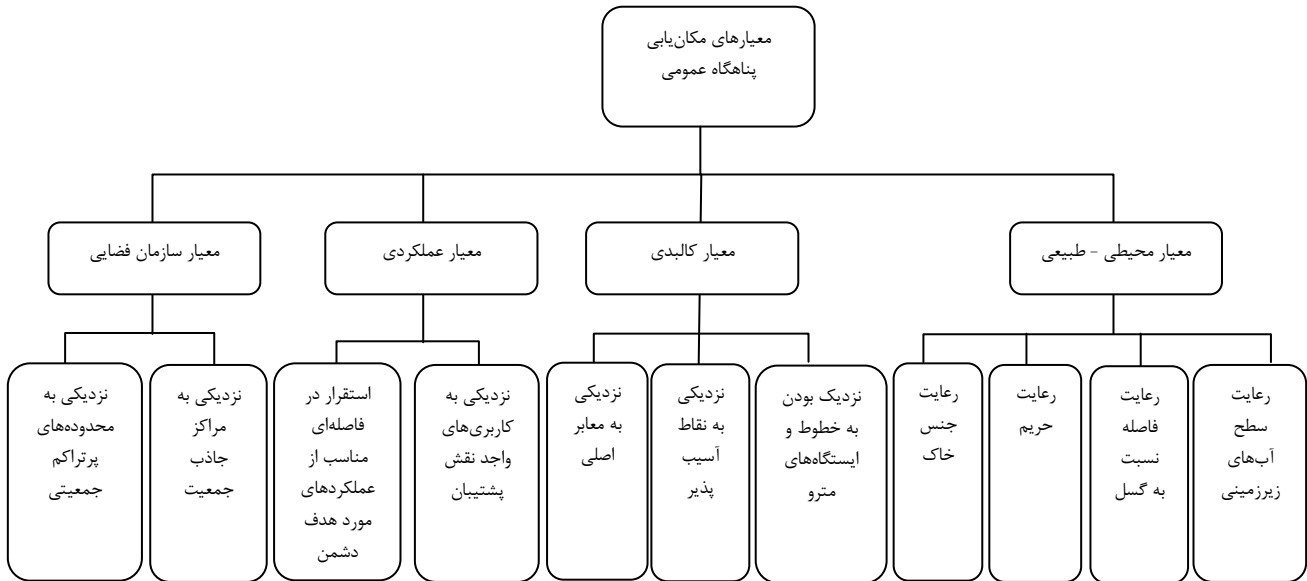 معیارهای مکان‌یابی
پناهگاه عمومی
معیار محیطی - طبیعی
معیار کالبدی
معیار عملکردی
معیار سازمان فضایی
رعایت
سطح
آب‌های
زیرزمینی
رعایت
فاصله
نسبت
به گسل
رعایت
حریم
رعایت
جنس
خاک
نزدیک بودن
به خطوط و
ایستگاه‌های
مترو
نزدیکی
به نقاط
آسیب
پذیر
نزدیکی
به معابر
اصلی
نزدیکی به
کاربری‌های
واجد نقش
پشتیبان
استقرار در
فاصله‌ای
مناسب از
عملکردهای
مورد هدف
دشمن
نزدیکی به
مراکز
جاذب
جمعیت
نزدیکی به
محدوده‌های
پرتراکم
جمعیتی